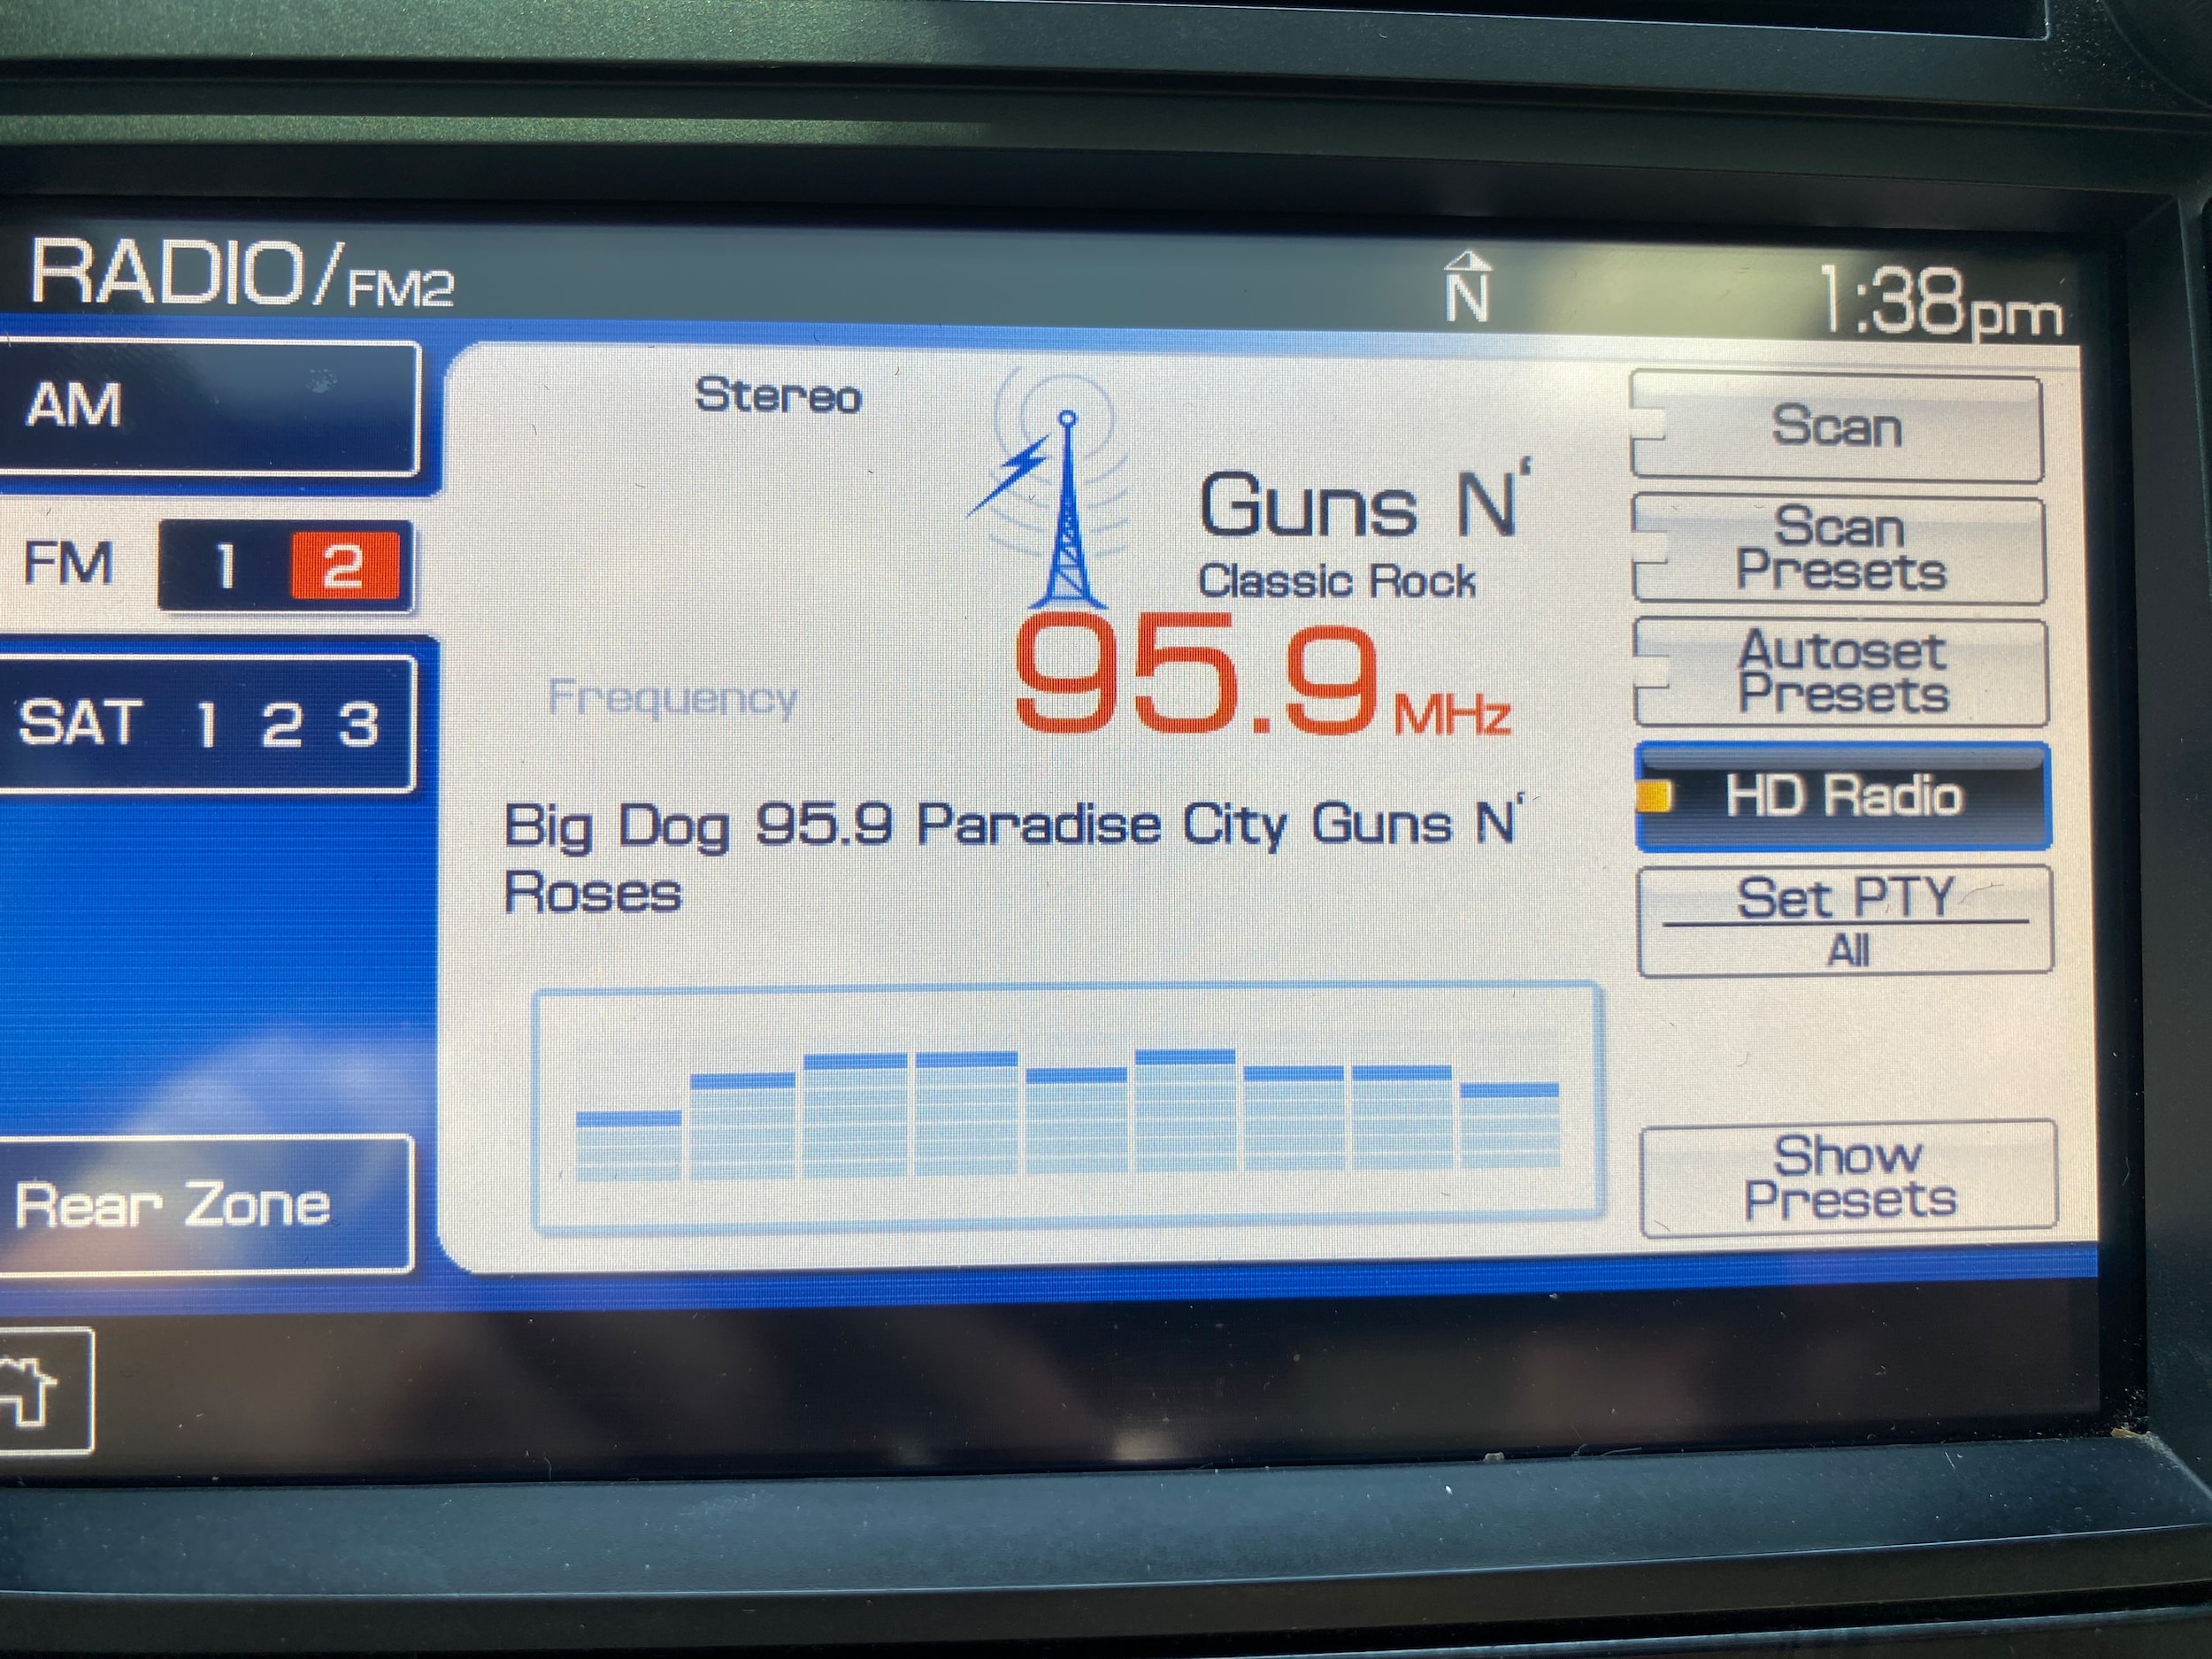 RADIO/FM2
N
1:38pm
AM
FM 1 2
SAT 1 2 3
Rear Zone
Stereo
Guns N‘
Classic Rock
Frequency
95.9 MHz
Big Dog 95.9 Paradise City Guns N‘
Roses
Scan
Scan
Presets
Autoset
Presets
HD Radio
Set PTY
All
Show
Presets